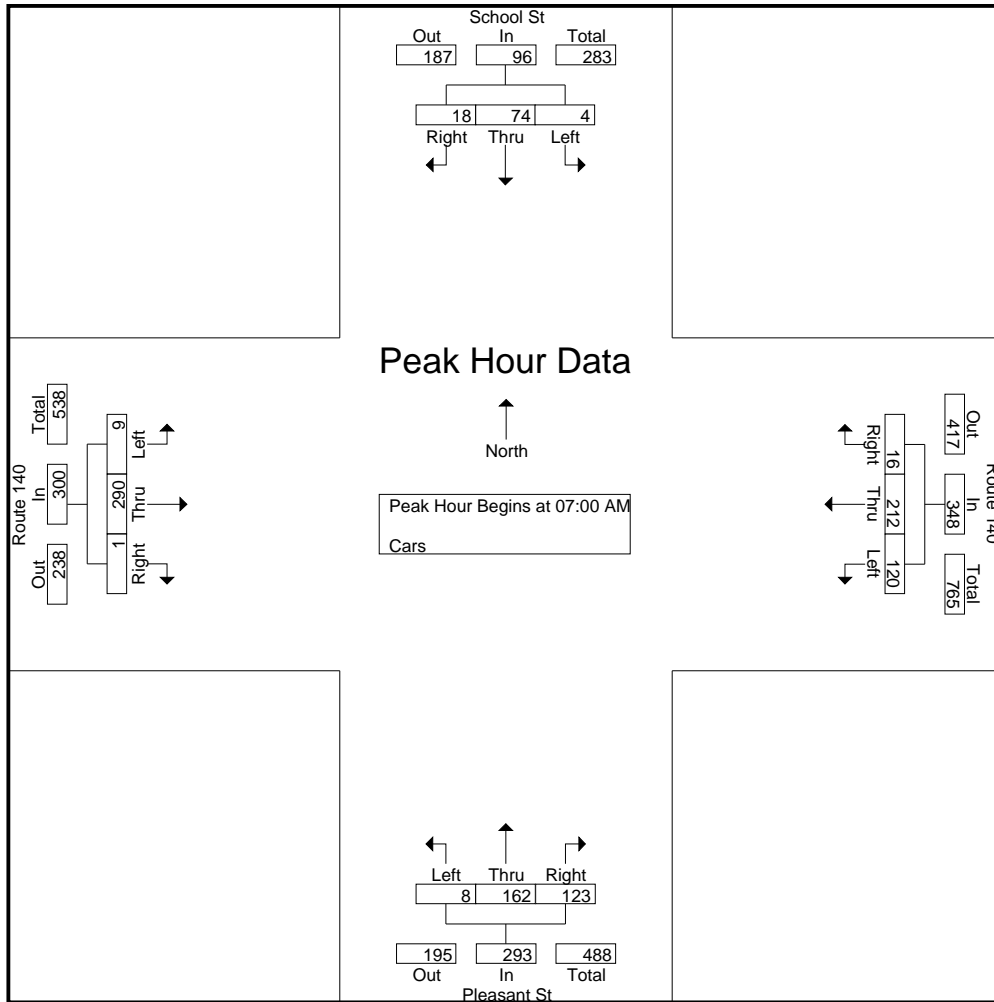 School St
Out In Total
187 96 283
18 74 4
Right Thru Left
Peak Hour Data
North
Peak Hour Begins at 07:00 AM
Cars
Route 140
Total In Out
538 300 238
9 290 1
Left Thru Right
Route 140
Out In Total
417 348 765
16 212 120
Right Thru Left
Left Thru Right
8 162 123
195 293 488
Out In Total
Pleasant St